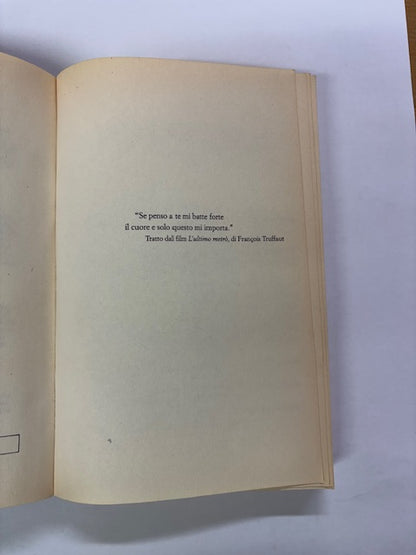 "Se penso a te mi batte forte
il cuore e solo questo mi importa."
Tratto dal film L'ultimo metrò, di François Truffaut